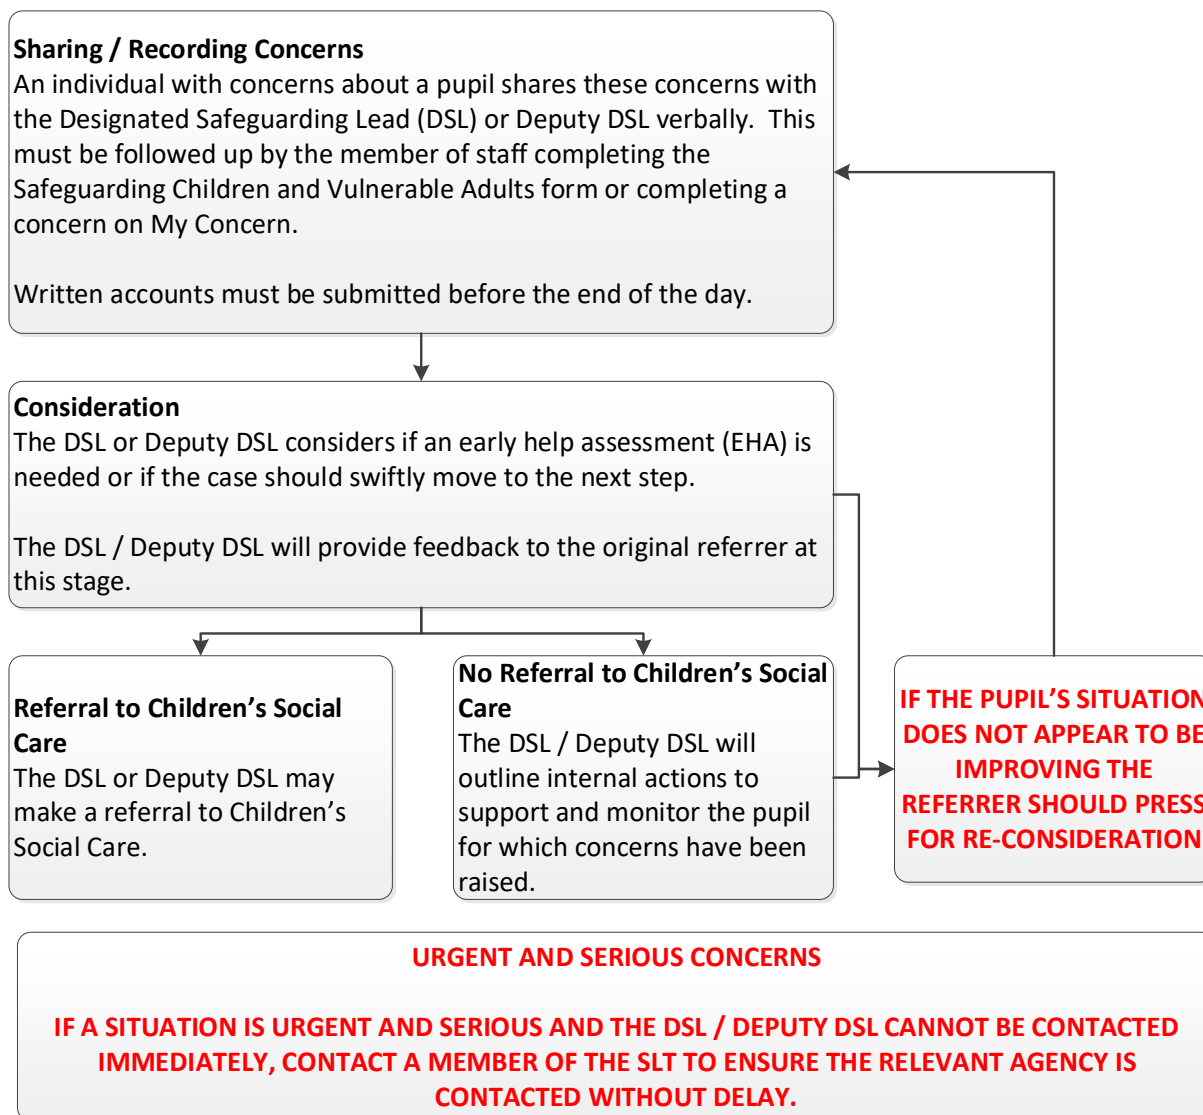 Sharing / Recording Concerns
An individual with concerns about a pupil shares these concerns with
the Designated Safeguarding Lead (DSL) or Deputy DSL verbally.  This
must be followed up by the member of staff completing the
Safeguarding Children and Vulnerable Adults form or completing a
concern on My Concern.
Written accounts must be submitted before the end of the day.
Consideration
The DSL or Deputy DSL considers if an early help assessment (EHA) is
needed or if the case should swiftly move to the next step.
The DSL / Deputy DSL will provide feedback to the original referrer at
this stage.
Referral to Children’s Social
Care
The DSL or Deputy DSL may
make a referral to Children’s
Social Care.
No Referral to Children’s Social
Care
The DSL / Deputy DSL will
outline internal actions to
support and monitor the pupil
for which concerns have been
raised.
IF THE PUPIL’S SITUATION
DOES NOT APPEAR TO BE
IMPROVING THE
REFERRER SHOULD PRESS
FOR RE-CONSIDERATION
URGENT AND SERIOUS CONCERNS
IF A SITUATION IS URGENT AND SERIOUS AND THE DSL / DEPUTY DSL CANNOT BE CONTACTED
IMMEDIATELY, CONTACT A MEMBER OF THE SLT TO ENSURE THE RELEVANT AGENCY IS
CONTACTED WITHOUT DELAY.